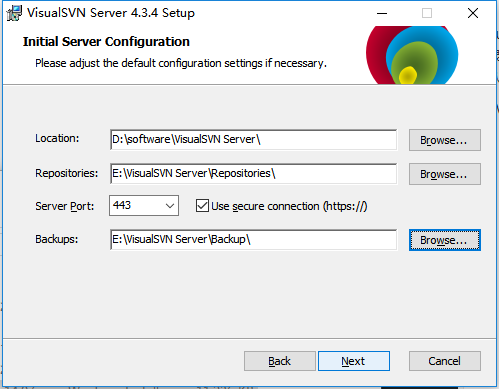 VisualSVN Server 4.3.4 Setup
Initial Server Configuration
Please adjust the default configuration settings if necessary.
Location: D:\software\VisualSVN Server\ Browse...
Repositories: E:\VisualSVN Server\Repositories\ Browse...
Server Port: 443 Use secure connection (https://)
Backups: E:\VisualSVN Server\Backup\ Browse...
Back Next Cancel